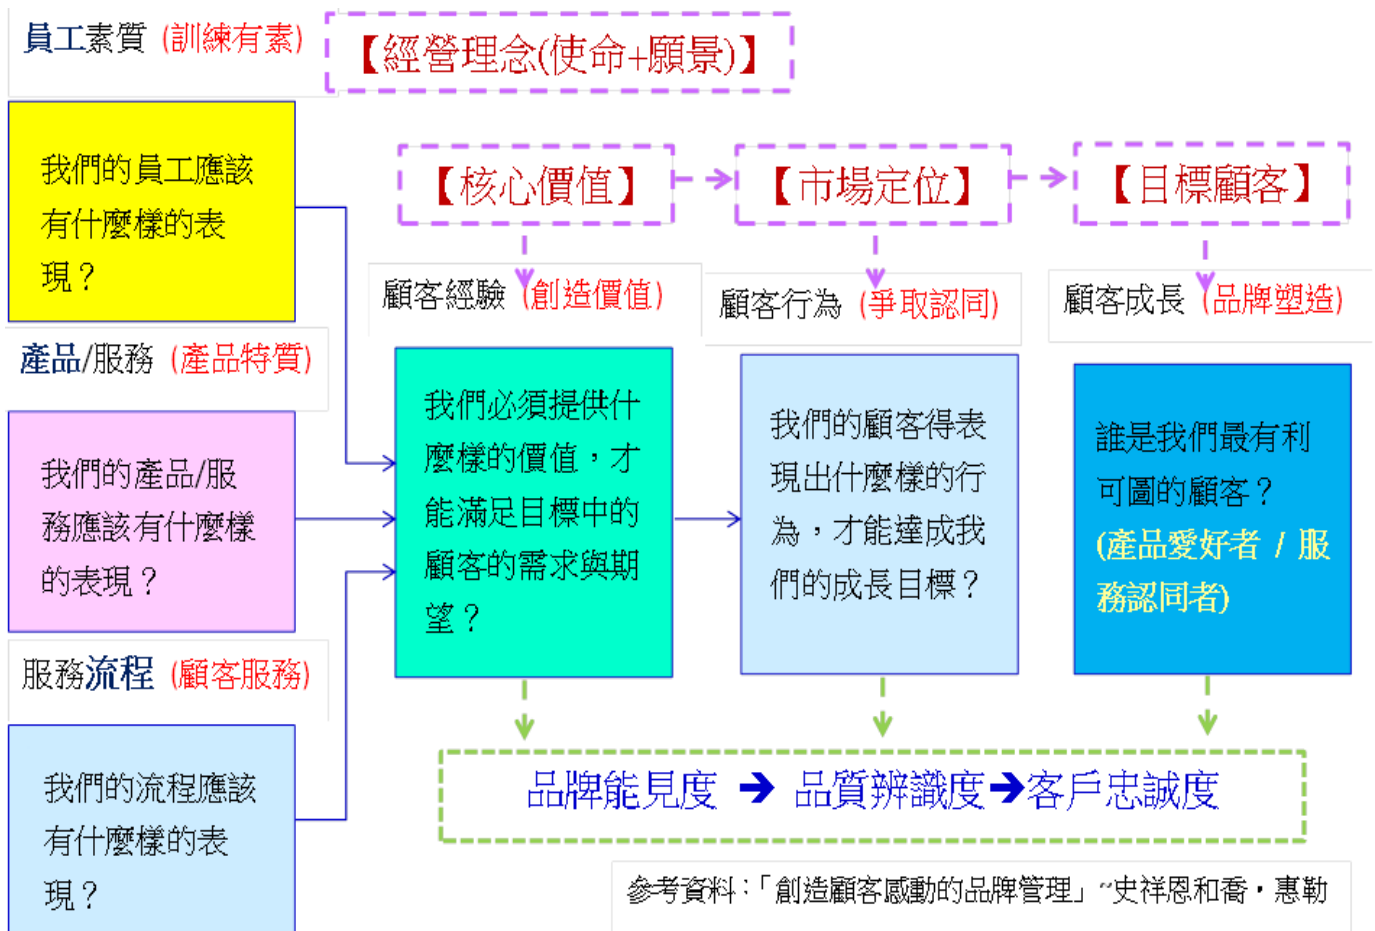 員工素質 (訓練有素)
【經營理念(使命+願景)】
我們的員工應該
有什麼樣的表
現？
【核心價值】
【市場定位】
【目標顧客】
顧客經驗 (創造價值)
顧客行為 (爭取認同)
顧客成長 (品牌塑造)
產品/服務 (產品特質)
我們的產品/服
務應該有什麼樣
的表現？
我們必須提供什
麼樣的價值，才
能滿足目標中的
顧客的需求與期
望？
我們的顧客得表
現出什麼樣的行
為，才能達成我
們的成長目標？
誰是我們最有利
可圖的顧客？
(產品愛好者 / 服
務認同者)
服務流程 (顧客服務)
我們的流程應該
有什麼樣的表
現？
品牌能見度 ➔ 品質辨識度➔客戶忠誠度
參考資料：「創造顧客感動的品牌管理」~史祥恩和喬・惠勒